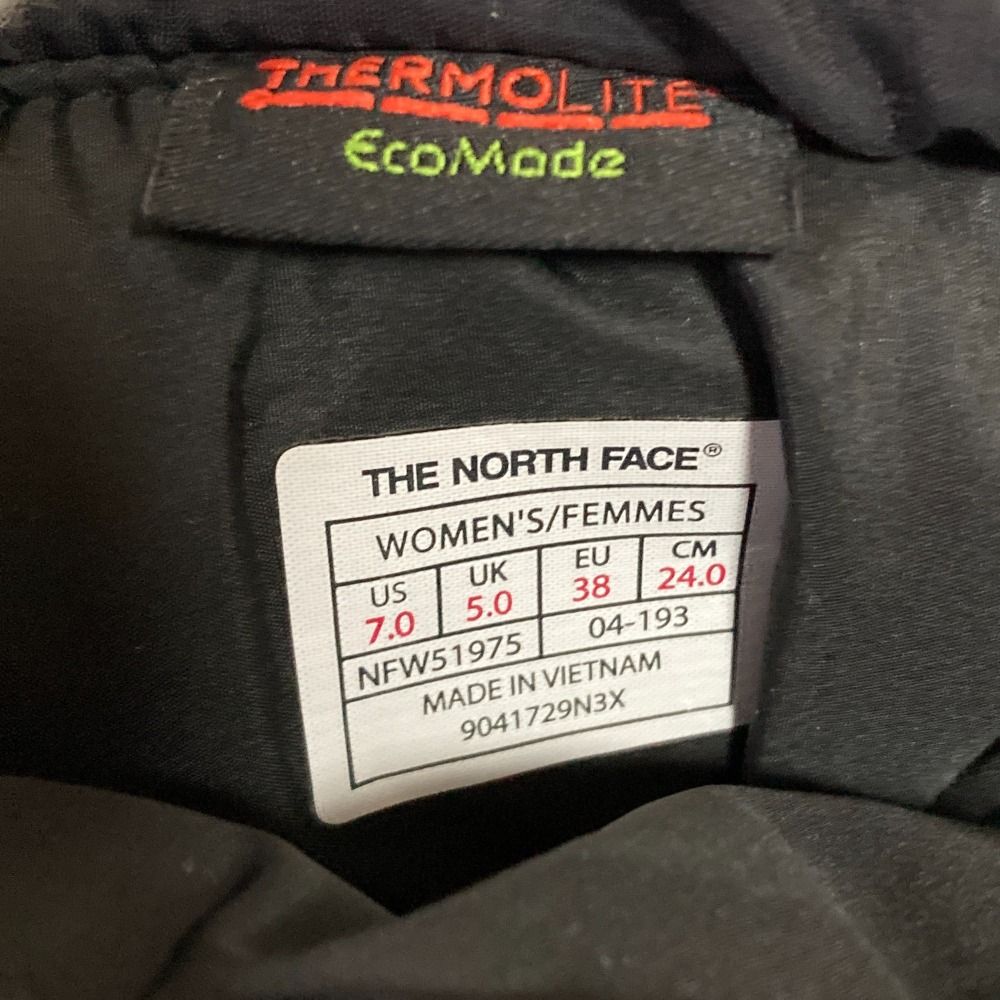 THERMOLITE
EcoMade
THE NORTH FACE®
WOMEN'S/FEMMES
US UK EU CM
7.0 5.0 38 24.0
NFW51975 04-193
MADE IN VIETNAM
9041729N3X